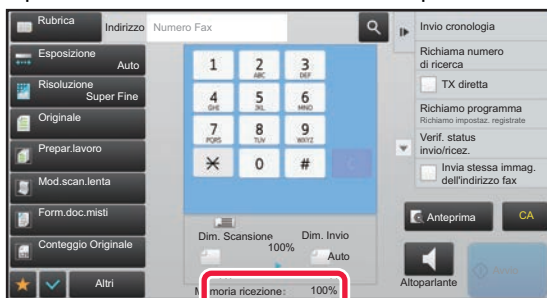 Rubrica
Indirizzo
Numero Fax
Esposizione
Auto
Risoluzione
Super Fine
Originale
Prepar.lavoro
Mod.scan.lenta
Form.doc.misti
Conteggio Originale
Altri
1
2
ABC
3
DEF
4
GHI
5
JKL
6
MNO
7
PQRS
8
TUV
9
WXYZ
0
#
C
Dim. Scansione
100%
Dim. Invio
Auto
Memoria ricezione: 100%
Invio cronologia
Richiama numero
di ricerca
TX diretta
Richiamo programma
Richiamo impostaz. registrate
Verif. status
invio/ricez.
Invia stessa immag.
dell'indirizzo fax
Anteprima
CA
Altoparlante
Avvio